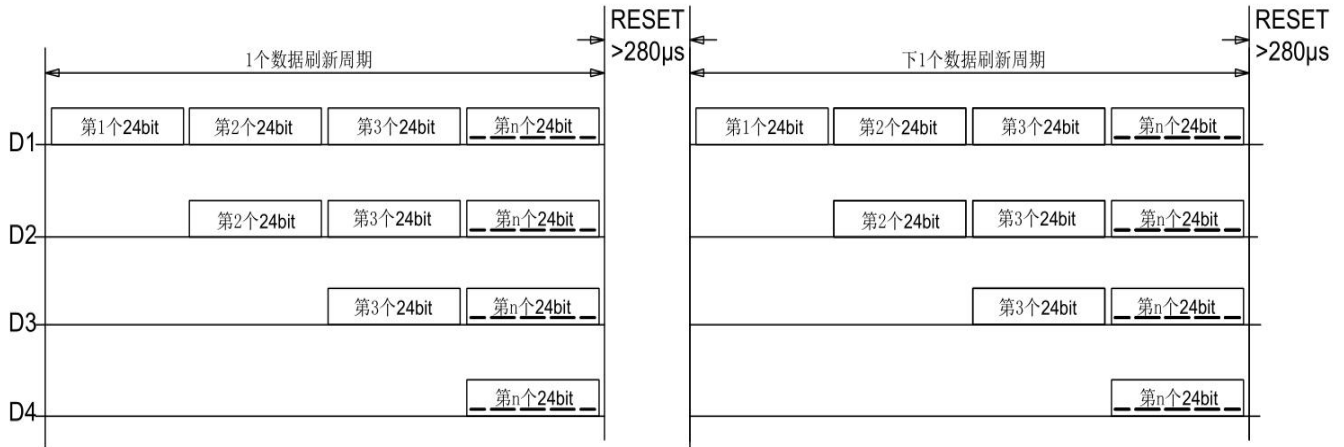 RESET
>280μs
RESET
>280μs
1个数据刷新周期
下1个数据刷新周期
D1
第1个24bit
第2个24bit
第3个24bit
第n个24bit
第1个24bit
第2个24bit
第3个24bit
第n个24bit
D2
第2个24bit
第3个24bit
第n个24bit
第2个24bit
第3个24bit
第n个24bit
D3
第3个24bit
第n个24bit
第3个24bit
第n个24bit
D4
第n个24bit
第n个24bit